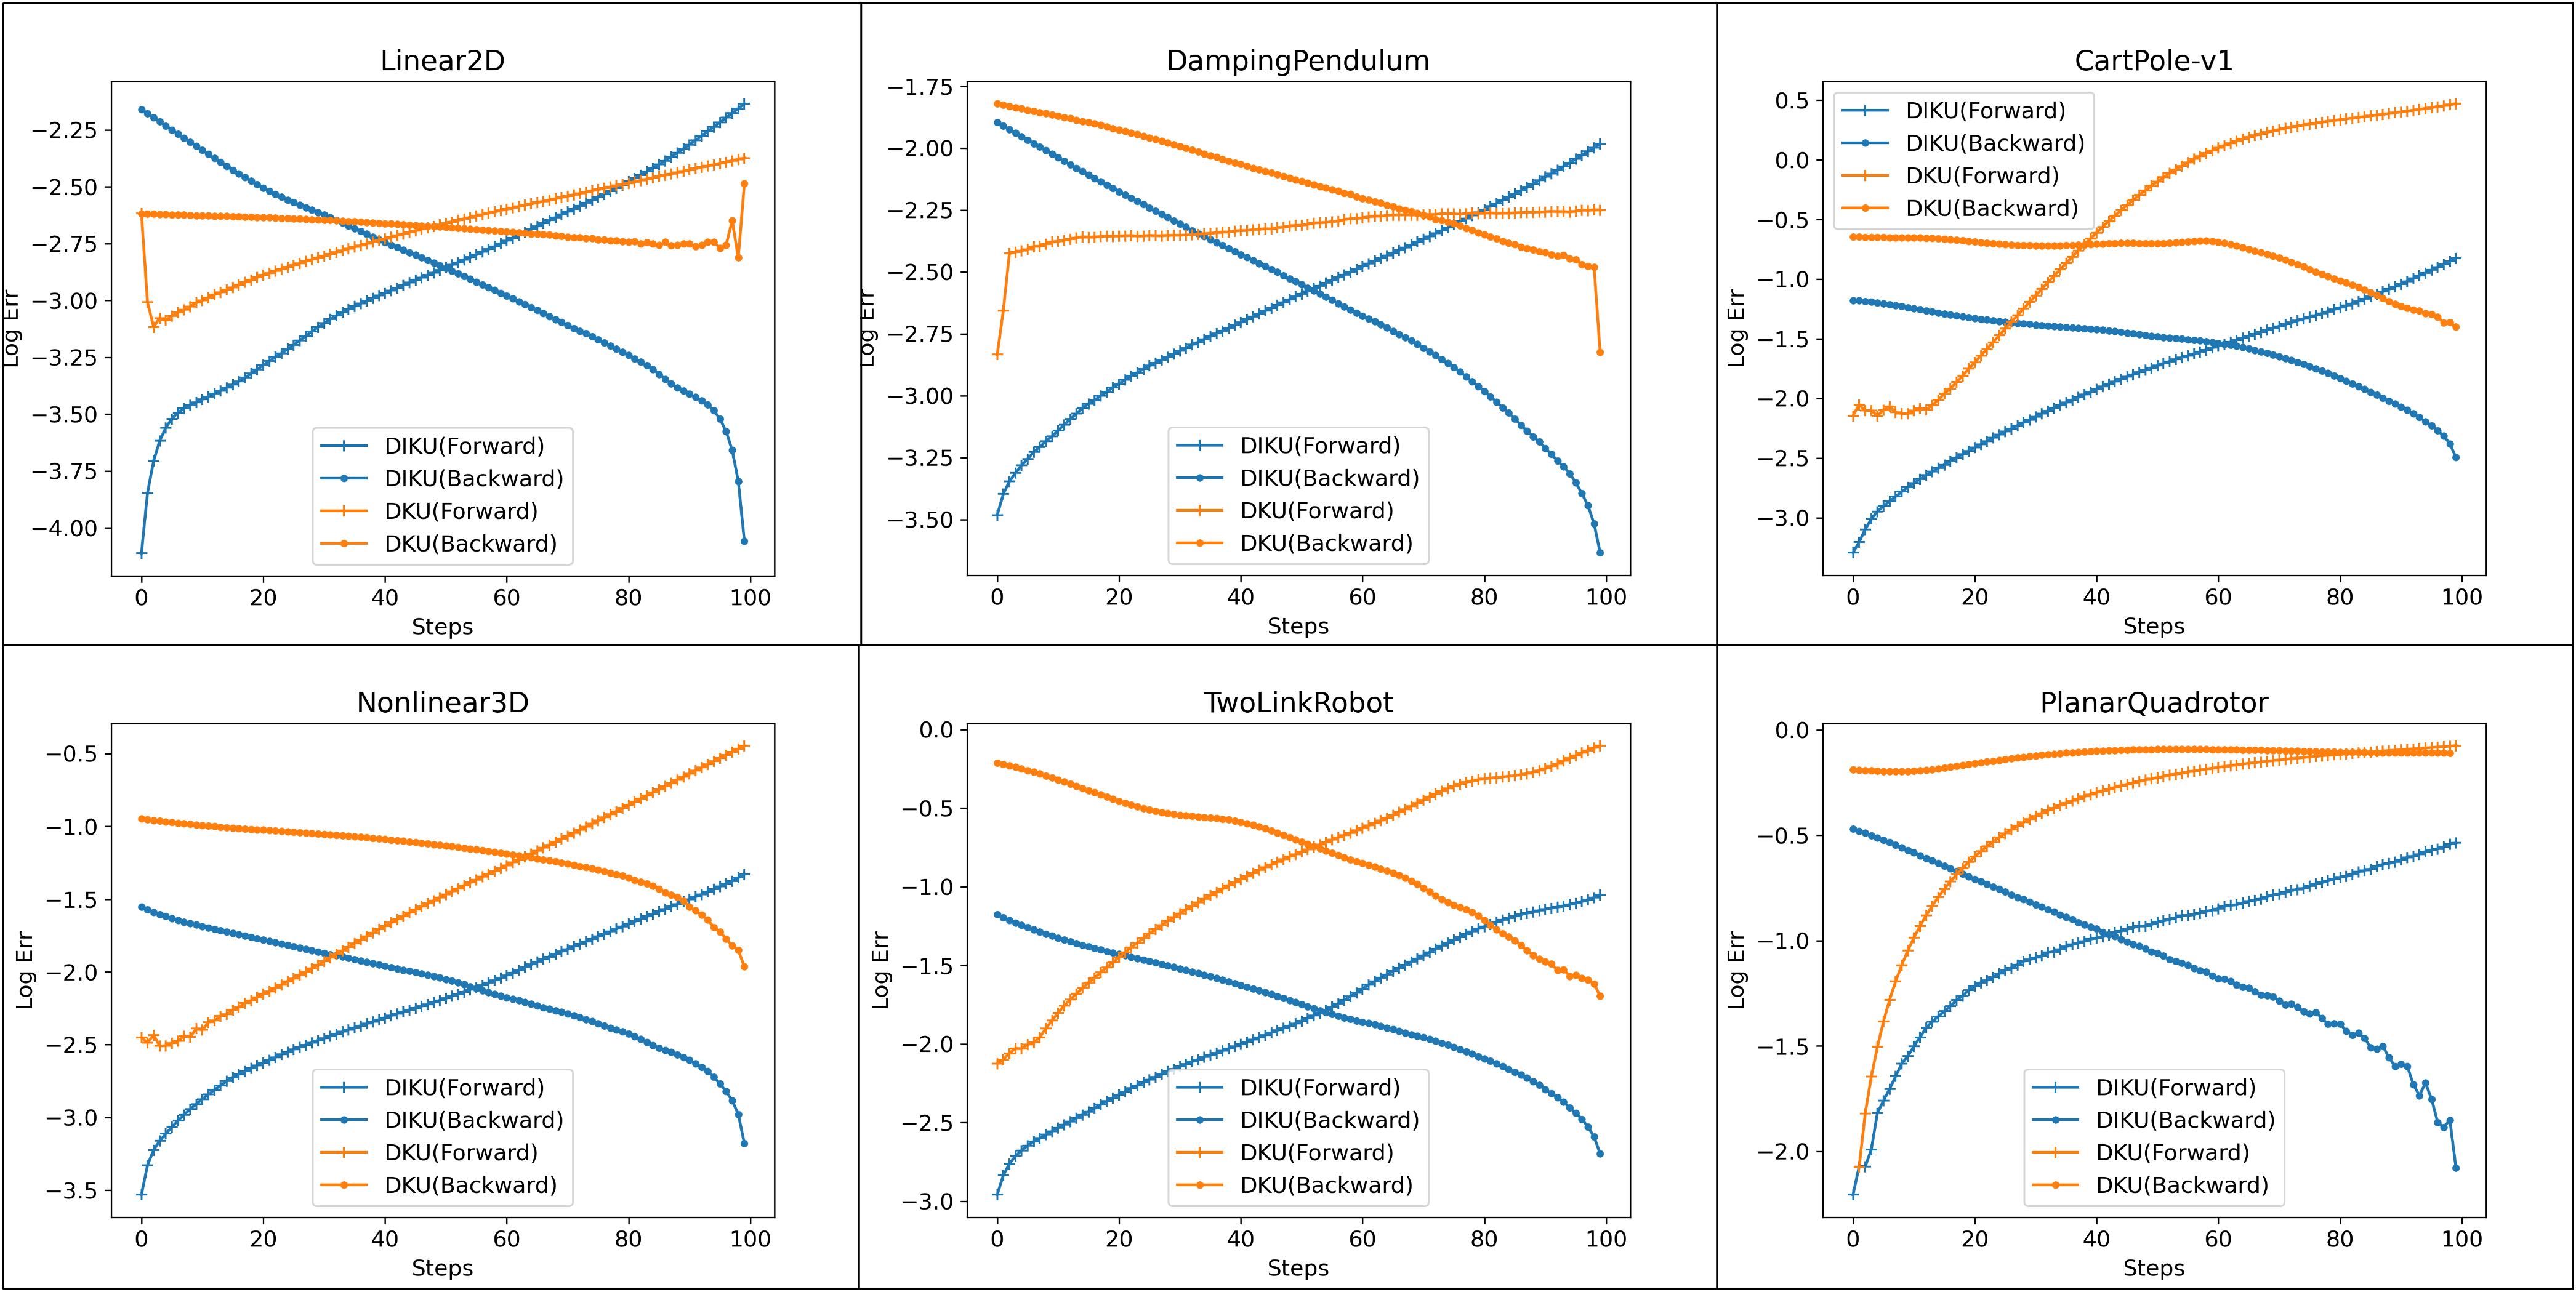 Linear2D
−2.25
−2.50
−2.75
−3.00
−3.25
−3.50
−3.75
−4.00
Log Err
DIKU(Forward)
DIKU(Backward)
DKU(Forward)
DKU(Backward)
0 20 40 60 80 100
Steps
DampingPendulum
−1.75
−2.00
−2.25
−2.50
−2.75
−3.00
−3.25
−3.50
Log Err
DIKU(Forward)
DIKU(Backward)
DKU(Forward)
DKU(Backward)
0 20 40 60 80 100
Steps
CartPole-v1
0.5
0.0
−0.5
−1.0
−1.5
−2.0
−2.5
−3.0
Log Err
DIKU(Forward)
DIKU(Backward)
DKU(Forward)
DKU(Backward)
0 20 40 60 80 100
Steps
Nonlinear3D
−0.5
−1.0
−1.5
−2.0
−2.5
−3.0
−3.5
Log Err
DIKU(Forward)
DIKU(Backward)
DKU(Forward)
DKU(Backward)
0 20 40 60 80 100
Steps
TwoLinkRobot
0.0
−0.5
−1.0
−1.5
−2.0
−2.5
−3.0
Log Err
DIKU(Forward)
DIKU(Backward)
DKU(Forward)
DKU(Backward)
0 20 40 60 80 100
Steps
PlanarQuadrotor
0.0
−0.5
−1.0
−1.5
−2.0
Log Err
DIKU(Forward)
DIKU(Backward)
DKU(Forward)
DKU(Backward)
0 20 40 60 80 100
Steps